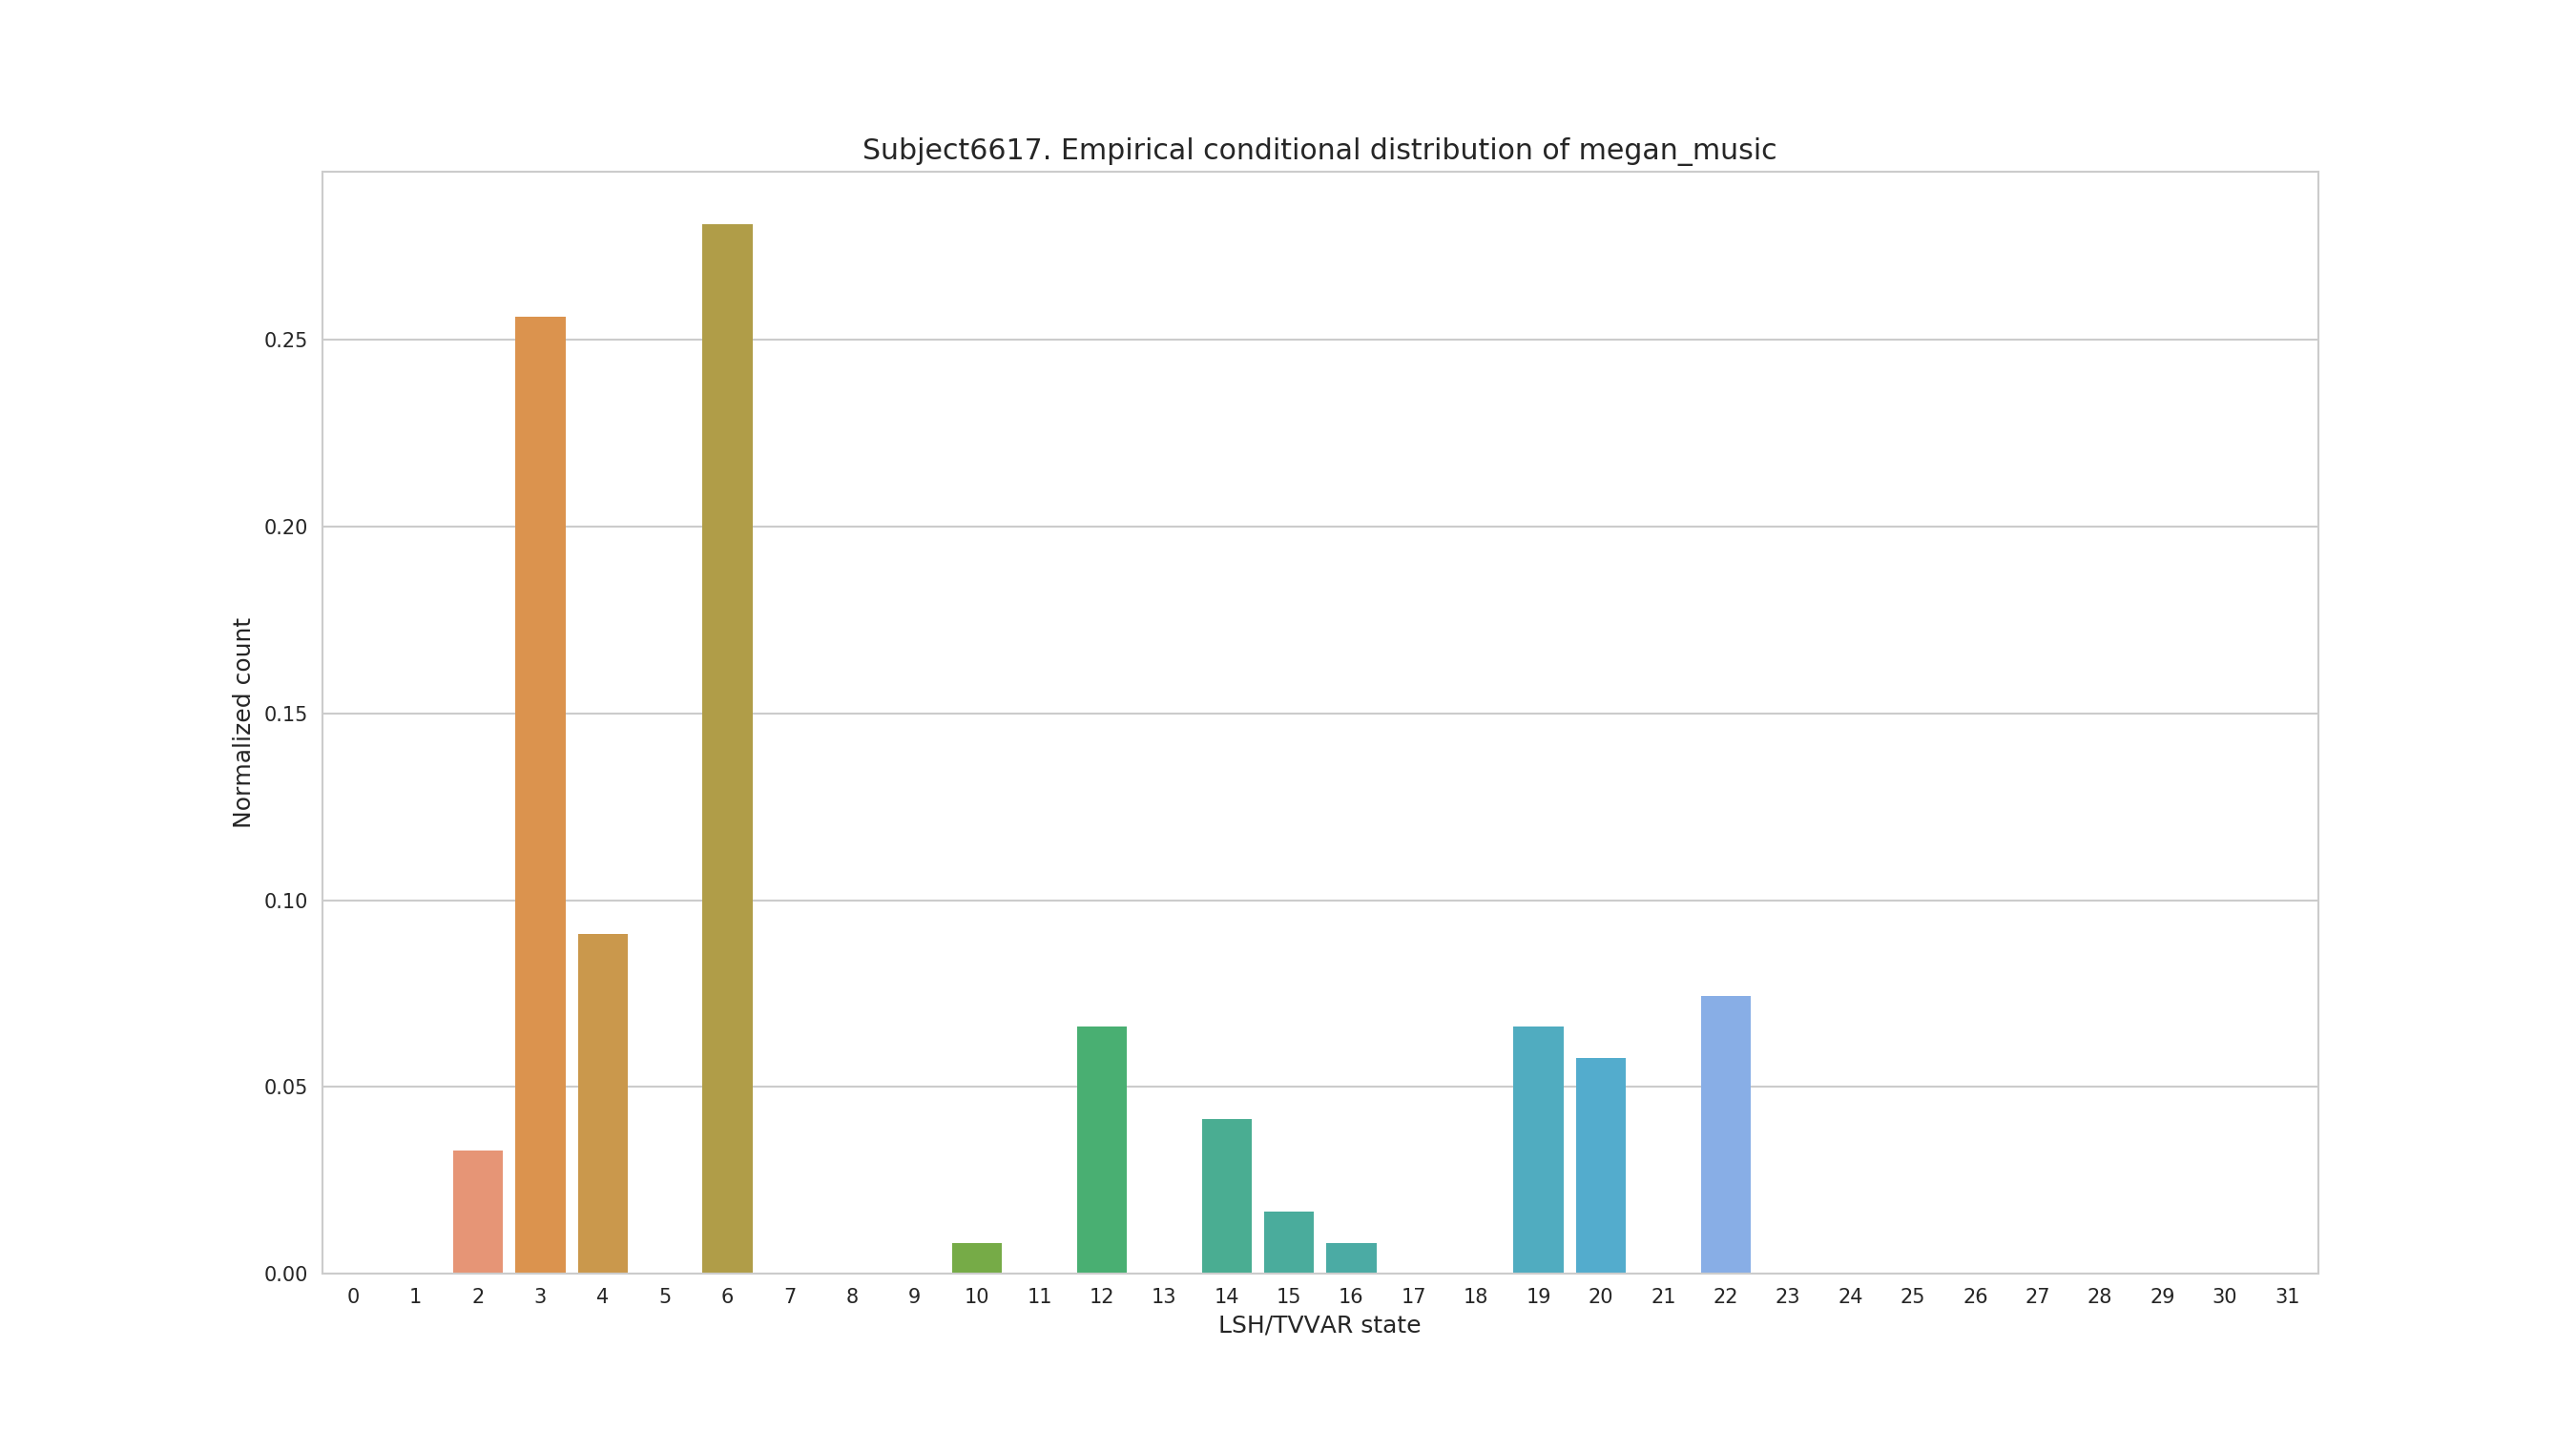 Subject6617. Empirical conditional distribution of megan_music
Normalized count
0.25
0.20
0.15
0.10
0.05
0.00
0 1 2 3 4 5 6 7 8 9 10 11 12 13 14 15 16 17 18 19 20 21 22 23 24 25 26 27 28 29 30 31
LSH/TVVAR state